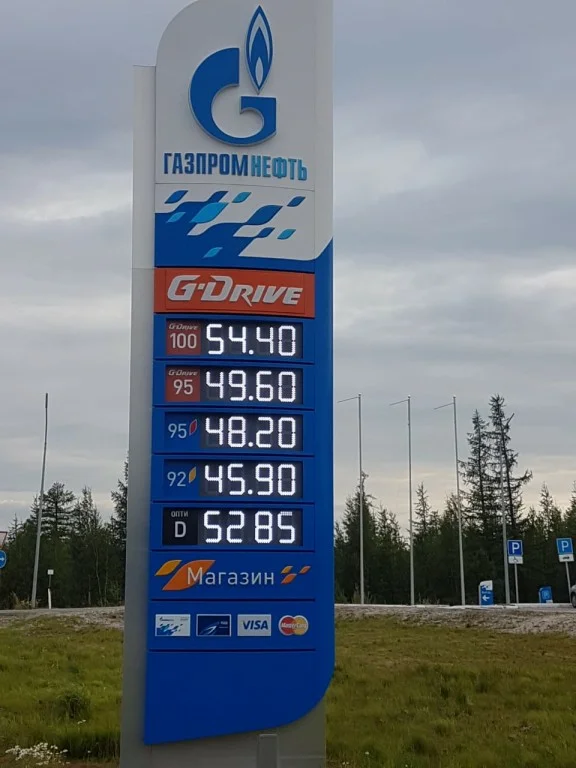 ГАЗПРОМНЕФТЬ
G-DRIVE
G-DRIVE 100 54.40
G-DRIVE 95 49.60
95 48.20
92 45.90
ОПТИ Д 52 85
Магазин
VISA MasterCard
P P